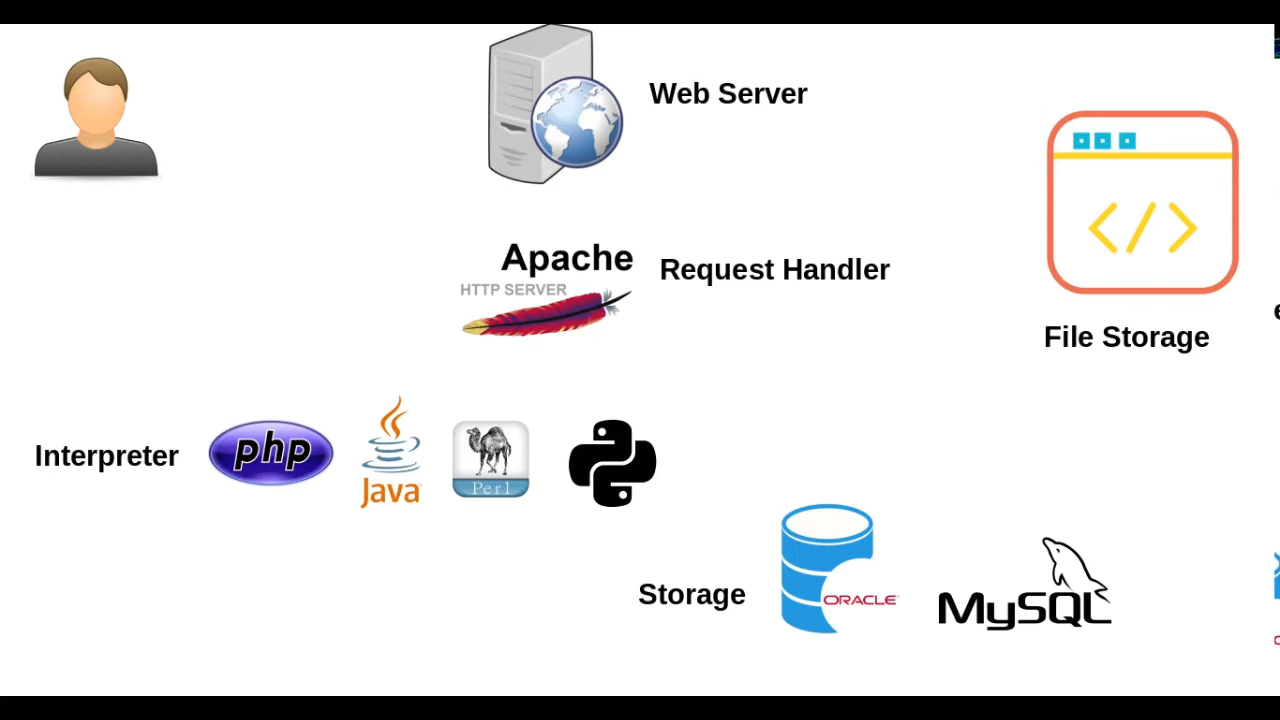 Web Server
Apache
HTTP SERVER
Request Handler
File Storage
Interpreter
php
Java
Perl
Storage
ORACLE
MySQL